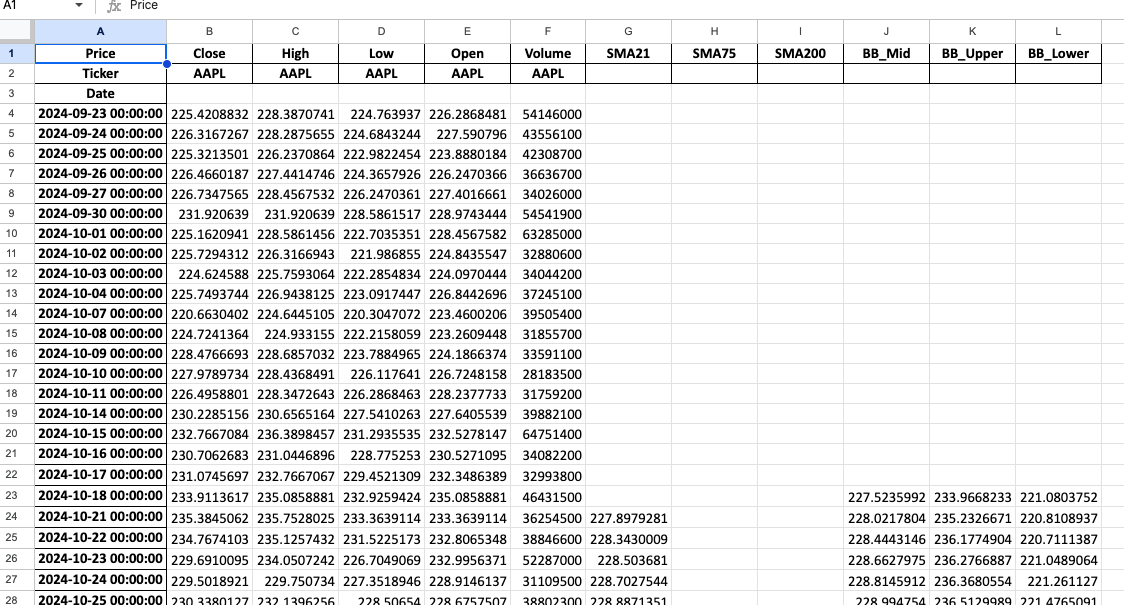 A1 fx Price
A B C D E F G H I J K L
1 Price Close High Low Open Volume SMA21 SMA75 SMA200 BB_Mid BB_Upper BB_Lower
2 Ticker AAPL AAPL AAPL AAPL AAPL
3 Date
4 2024-09-23 00:00:00 225.4208832 228.3870741 224.763937 226.2868481 54146000
5 2024-09-24 00:00:00 226.3167267 228.2875655 224.6843244 227.590796 43556100
6 2024-09-25 00:00:00 225.3213501 226.2370864 222.9822454 223.8880184 42308700
7 2024-09-26 00:00:00 226.4660187 227.4414746 224.3657926 226.2470366 36636700
8 2024-09-27 00:00:00 226.7347565 228.4567532 226.2470361 227.4016661 34026000
9 2024-09-30 00:00:00 231.920639 231.920639 228.5861517 228.9743444 54541900
10 2024-10-01 00:00:00 225.1620941 228.5861456 222.7035351 228.4567582 63285000
11 2024-10-02 00:00:00 225.7294312 226.3166943 221.986855 224.8435547 32880600
12 2024-10-03 00:00:00 224.624588 225.7593064 222.2854834 224.0970444 34044200
13 2024-10-04 00:00:00 225.7493744 226.9438125 223.0917447 226.8442696 37245100
14 2024-10-07 00:00:00 220.6630402 224.6445105 220.3047072 223.4600206 39505400
15 2024-10-08 00:00:00 224.7241364 224.933155 222.2158059 223.2609448 31855700
16 2024-10-09 00:00:00 228.4766693 228.6857032 223.7884965 224.1866374 33591100
17 2024-10-10 00:00:00 227.9789734 228.4368491 226.117641 226.7248158 28183500
18 2024-10-11 00:00:00 226.4958801 228.3472643 226.2868463 228.2377733 31759200
19 2024-10-14 00:00:00 230.2285156 230.6565164 227.5410263 227.6405539 39882100
20 2024-10-15 00:00:00 232.7667084 236.3898457 231.2935535 232.5278147 64751400
21 2024-10-16 00:00:00 230.7062683 231.0446896 228.775253 230.5271095 34082200
22 2024-10-17 00:00:00 231.0745697 232.7667067 229.4521309 232.3486389 32993800
23 2024-10-18 00:00:00 233.9113617 235.0858881 232.9259424 235.0858881 46431500 227.5235992 233.9668233 221.0803752
24 2024-10-21 00:00:00 235.3845062 235.7528025 233.3639114 233.3639114 36254500 227.8979281 228.0217804 235.2326671 220.8108937
25 2024-10-22 00:00:00 234.7674103 235.1257432 231.5225173 232.8065348 38846600 228.3430009 228.4443146 236.1774904 220.7111387
26 2024-10-23 00:00:00 229.6910095 234.0507242 226.7049069 232.9956371 52287000 228.503681 228.6627975 236.2766887 221.0489064
27 2024-10-24 00:00:00 229.5018921 229.750734 227.3518946 228.9146137 31109500 228.7027544 228.8145912 236.3680554 221.261127
28 2024-10-25 00:00:00 230.3380127 232.1396256 228.50654 228.6757507 38802300 228.8871351 228.994754 236.5129989 221.4765091